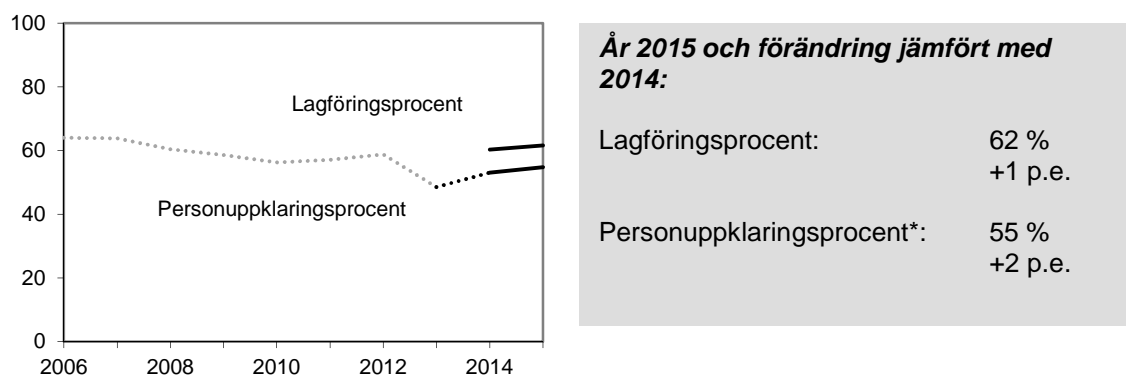 100
80
60
40
20
0
2006 2008 2010 2012 2014
Lagföringsprocent
Personuppklaringsprocent
År 2015 och förändring jämfört med
2014:
Lagföringsprocent: 62 %
+1 p.e.
Personuppklaringsprocent*: 55 %
+2 p.e.